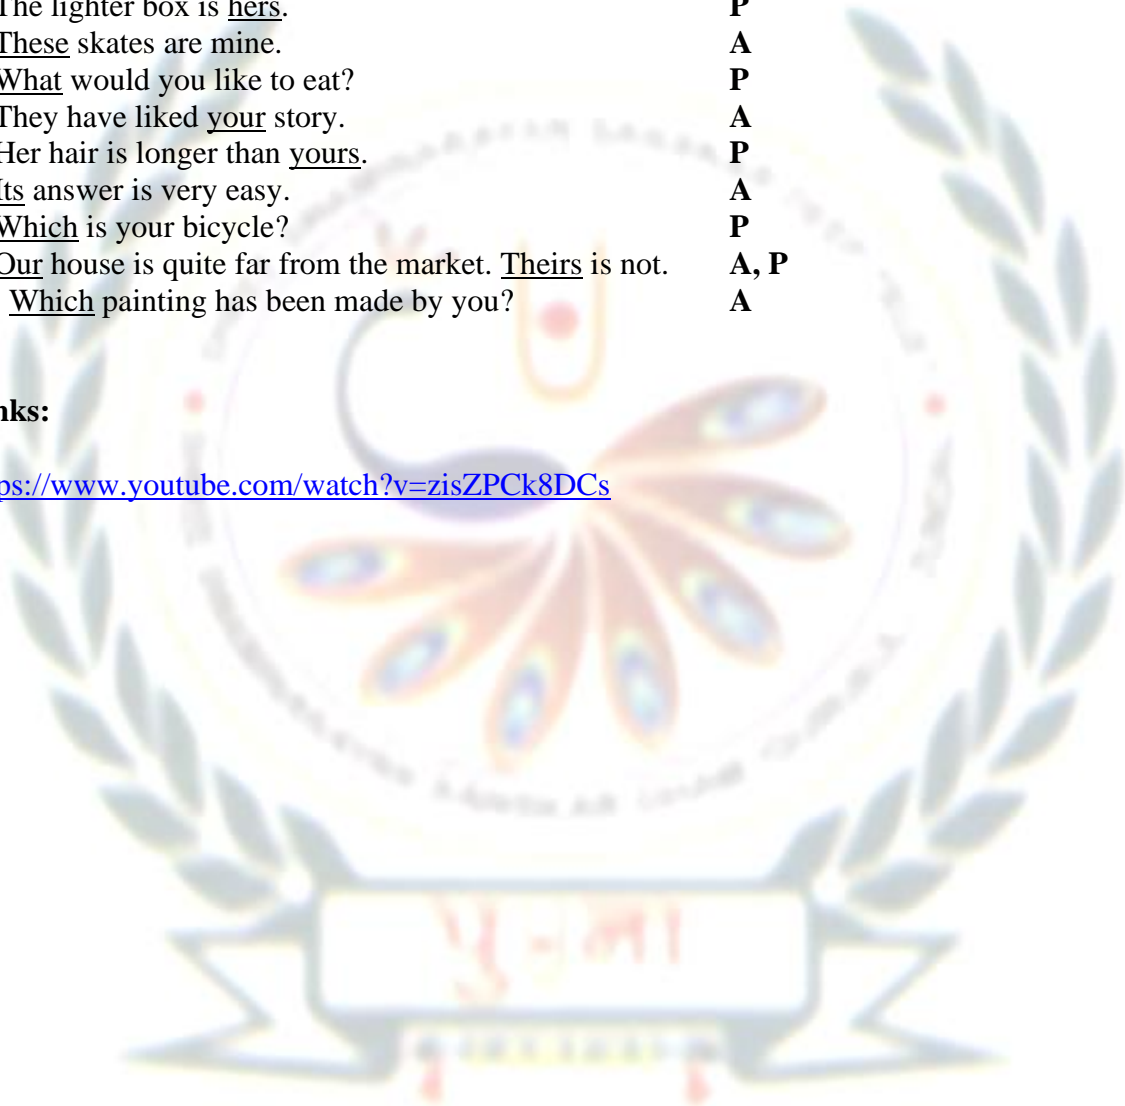 The lighter box is hers. P
These skates are mine. A
What would you like to eat? P
They have liked your story. A
Her hair is longer than yours. P
Its answer is very easy. A
Which is your bicycle? P
Our house is quite far from the market. Theirs is not. A, P
Which painting has been made by you? A
nks:
ps://www.youtube.com/watch?v=zisZPCk8DCs